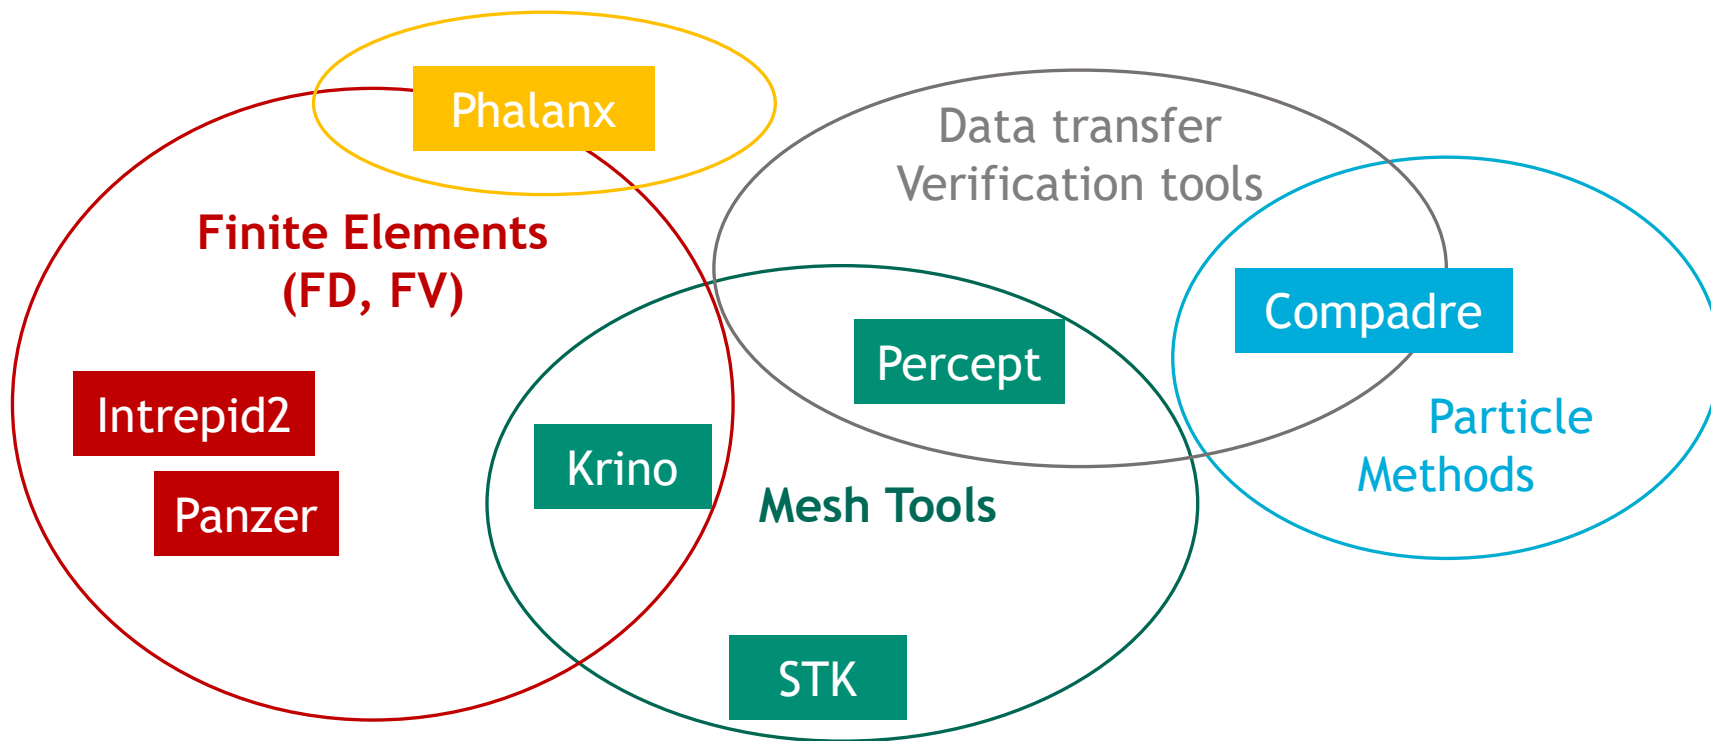 Phalanx
Data transfer
Verification tools
Finite Elements
(FD, FV)
Compadre
Percept
Intrepid2
Particle
Methods
Krino
Mesh Tools
Panzer
STK